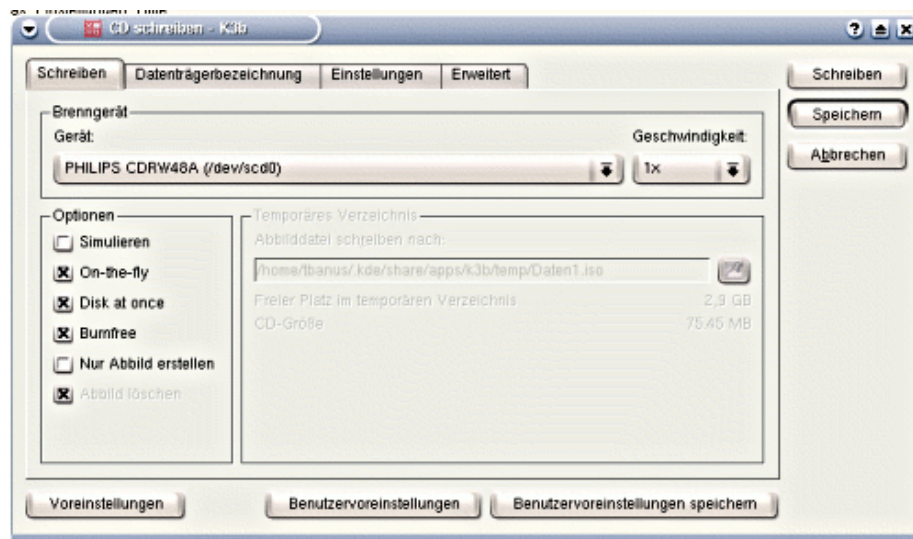 CD schreiben - K3b
Schreiben Datenträgerbezeichnung Einstellungen Erweitert
Schreiben
Speichern
Abbrechen
Brenngerät
Gerät: Geschwindigkeit:
PHILIPS CDRW48A (/dev/scd0) 1x
Optionen
Simulieren
On-the-fly
Disk at once
Burnfree
Nur Abbild erstellen
Abbild löschen
Temporäres Verzeichnis
Abbilddatei schreiben nach:
/home/tbanus/.kde/share/apps/k3b/temp/Daten1.iso
Freier Platz im temporären Verzeichnis 2,9 GB
CD-Größe 75.45 MB
Voreinstellungen Benutzervoreinstellungen Benutzervoreinstellungen speichern